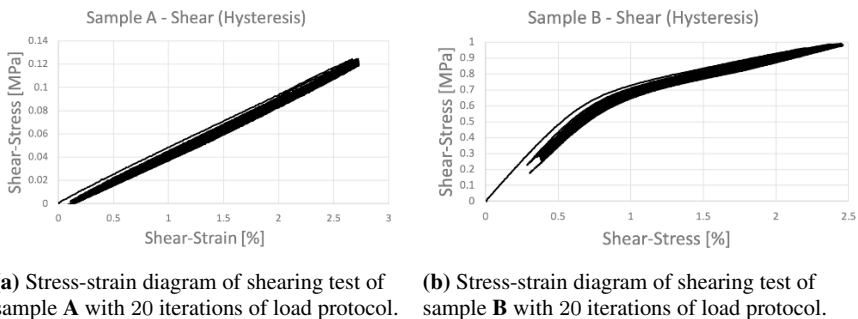 Sample A - Shear (Hysteresis)
Shear-Stress [MPa]
0.14
0.12
0.1
0.08
0.06
0.04
0.02
0
0 0.5 1 1.5 2 2.5 3
Shear-Strain [%]
Sample B - Shear (Hysteresis)
Shear-Stress [MPa]
1
0.9
0.8
0.7
0.6
0.5
0.4
0.3
0.2
0.1
0
0 0.5 1 1.5 2 2.5
Shear-Stress [%]
(a) Stress-strain diagram of shearing test of
sample A with 20 iterations of load protocol.
(b) Stress-strain diagram of shearing test of
sample B with 20 iterations of load protocol.